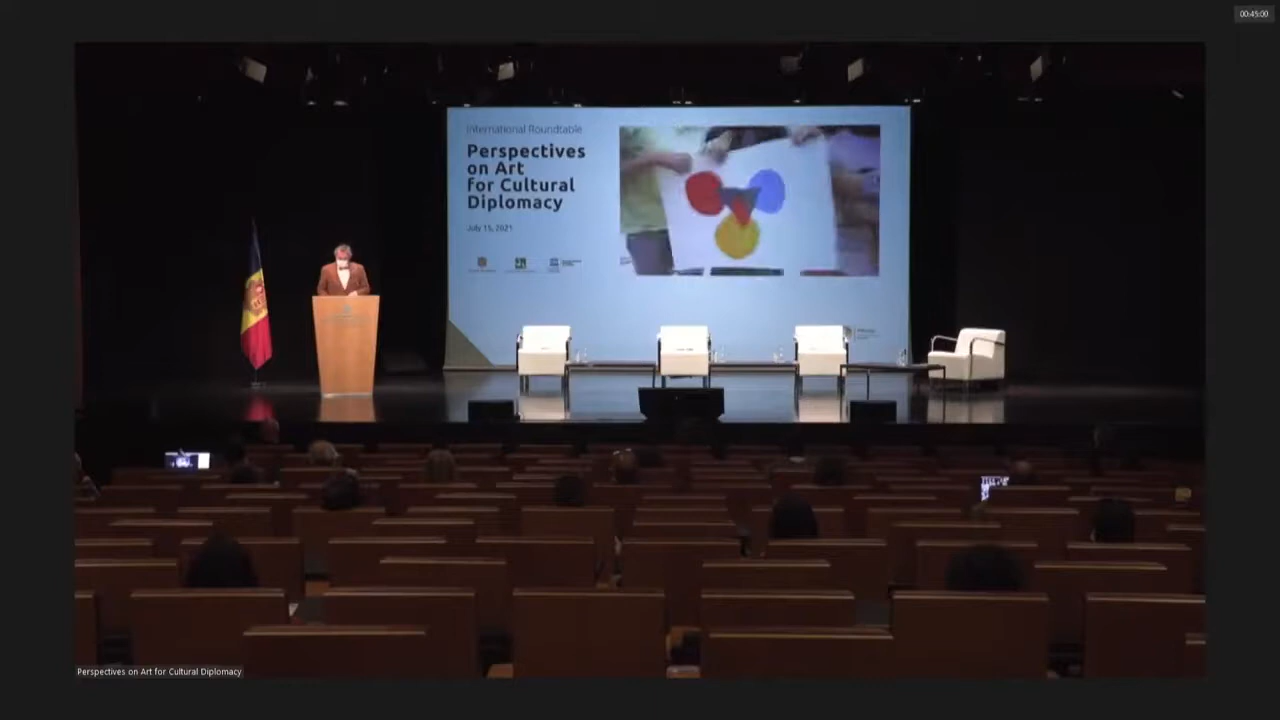 00:45:00
International Roundtable
Perspectives
on Art
for Cultural
Diplomacy
July 15, 2021
Perspectives on Art for Cultural Diplomacy